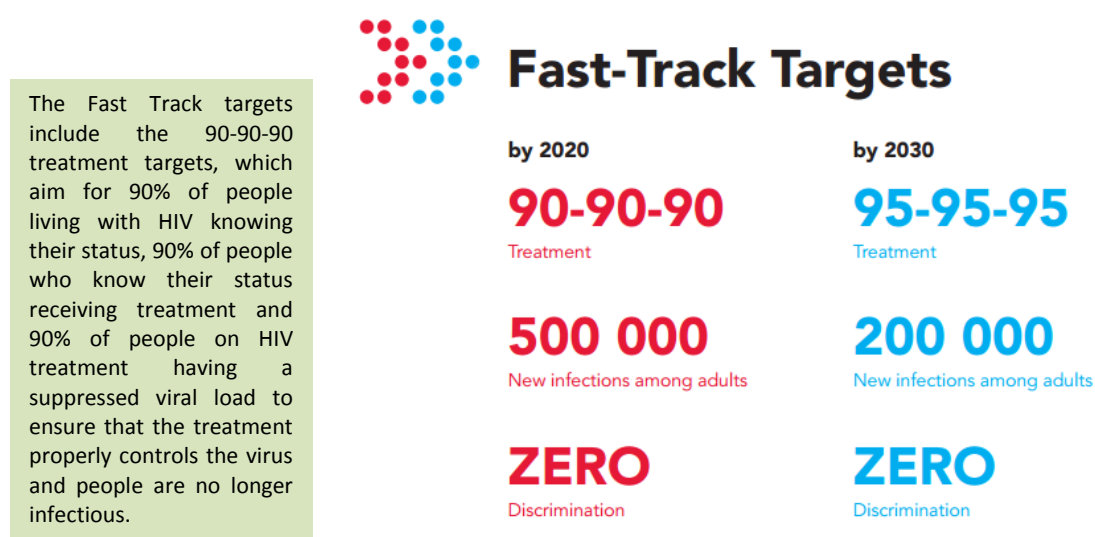 The Fast Track targets
include the 90-90-90
treatment targets, which
aim for 90% of people
living with HIV knowing
their status, 90% of people
who know their status
receiving treatment and
90% of people on HIV
treatment having a
suppressed viral load to
ensure that the treatment
properly controls the virus
and people are no longer
infectious.
Fast-Track Targets
by 2020
90-90-90
Treatment
500 000
New infections among adults
ZERO
Discrimination
by 2030
95-95-95
Treatment
200 000
New infections among adults
ZERO
Discrimination